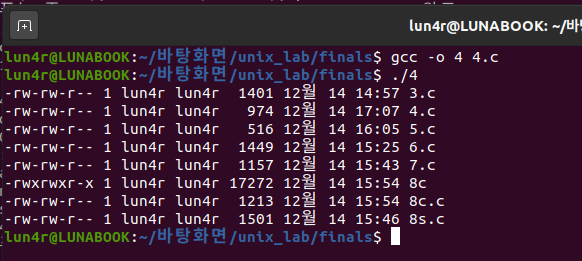 lun4r@LUNABOOK: ~/바탕
lun4r@LUNABOOK:~/바탕화면/unix_lab/finals$ gcc -o 4 4.c
lun4r@LUNABOOK:~/바탕화면/unix_lab/finals$ ./4
-rw-rw-r-- 1 lun4r lun4r  1401 12월 14 14:57 3.c
-rw-rw-r-- 1 lun4r lun4r   974 12월 14 17:07 4.c
-rw-rw-r-- 1 lun4r lun4r   516 12월 14 16:05 5.c
-rw-rw-r-- 1 lun4r lun4r  1449 12월 14 15:25 6.c
-rw-rw-r-- 1 lun4r lun4r  1157 12월 14 15:43 7.c
-rwxrwxr-x 1 lun4r lun4r 17272 12월 14 15:54 8c
-rw-rw-r-- 1 lun4r lun4r  1213 12월 14 15:54 8c.c
-rw-rw-r-- 1 lun4r lun4r  1501 12월 14 15:46 8s.c
lun4r@LUNABOOK:~/바탕화면/unix_lab/finals$